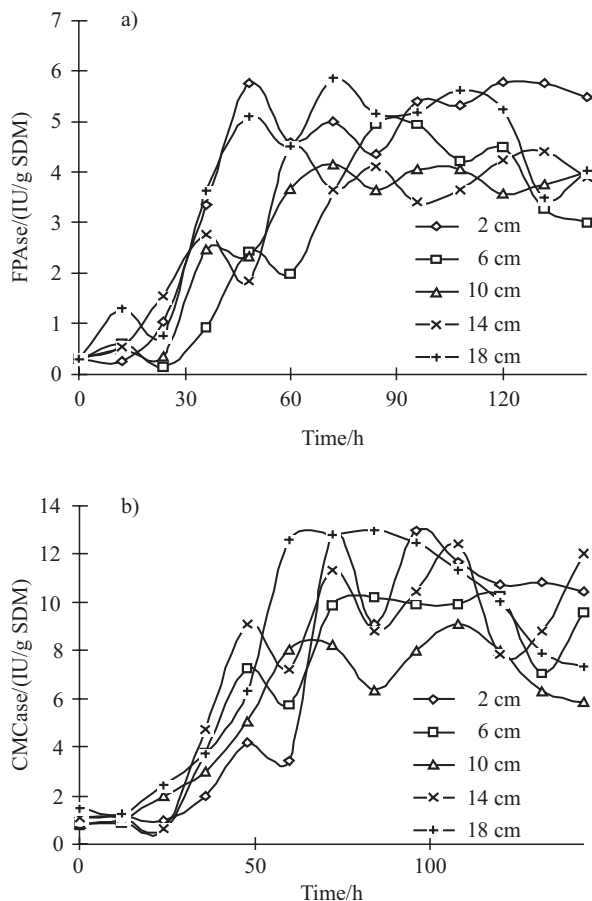 a)
7
6
5
4
3
2
1
0
FPAse/(IU/g SDM)
2 cm
6 cm
10 cm
14 cm
18 cm
0 30 60 90 120
Time/h
b)
14
12
10
8
6
4
2
0
CMCase/(IU/g SDM)
2 cm
6 cm
10 cm
14 cm
18 cm
0 50 100
Time/h